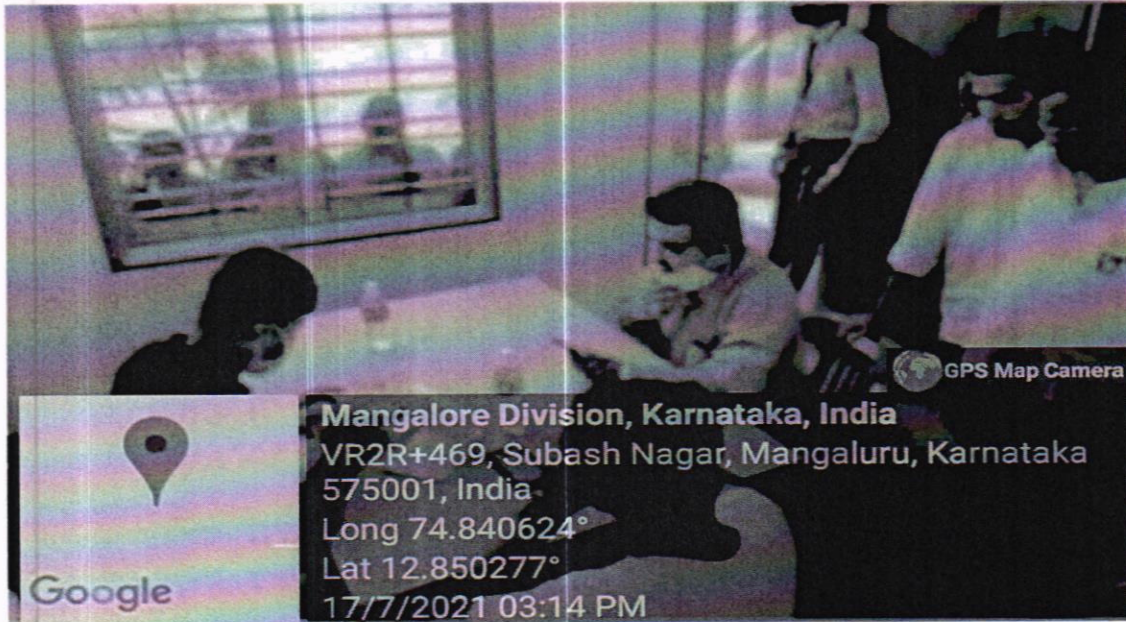 GPS Map Camera
Mangalore Division, Karnataka, India
VR2R+469, Subash Nagar, Mangaluru, Karnataka
575001, India
Long 74.840624°
Lat 12.850277°
17/7/2021 03:14 PM
Google